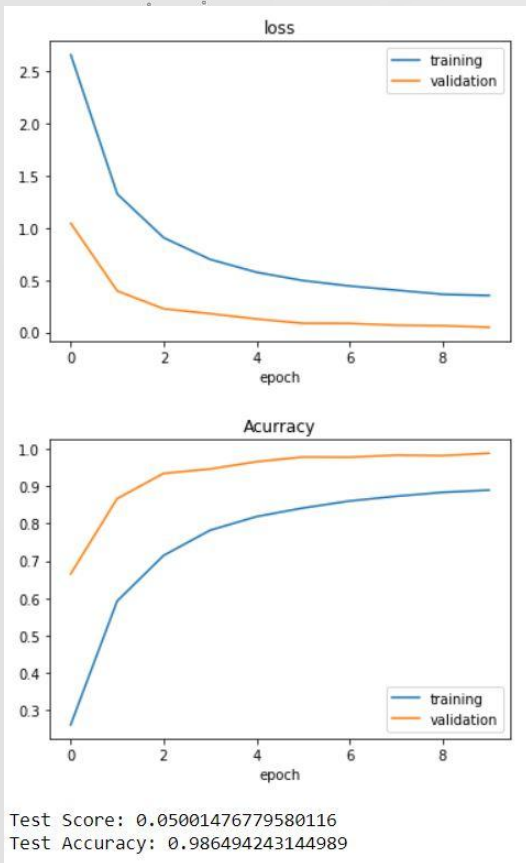 loss
training
validation
2.5
2.0
1.5
1.0
0.5
0.0
0 2 4 6 8
epoch
Acurracy
1.0
0.9
0.8
0.7
0.6
0.5
0.4
0.3
training
validation
0 2 4 6 8
epoch
Test Score: 0.05001476779580116
Test Accuracy: 0.986494243144989